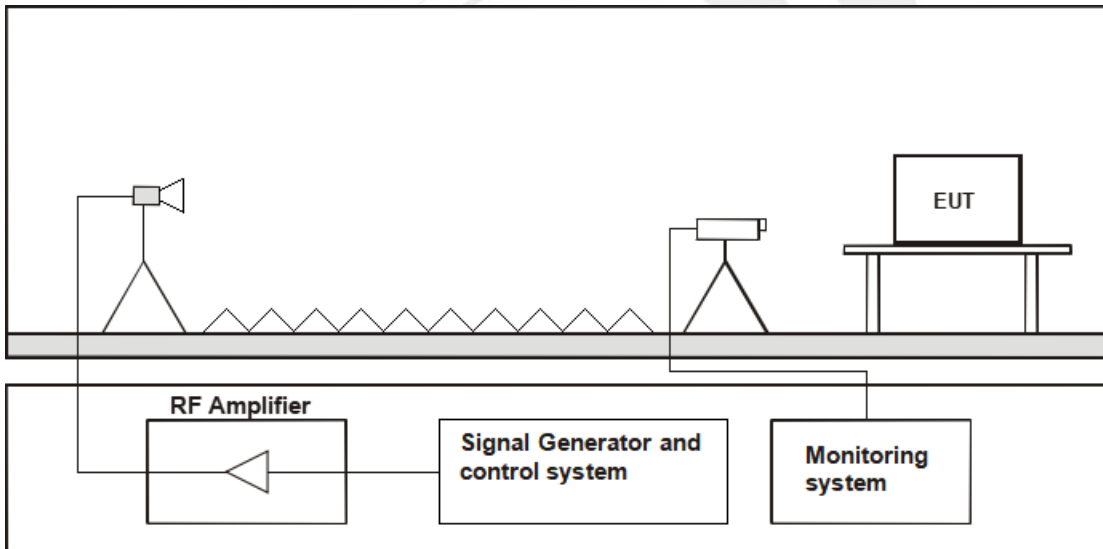 EUT
RF Amplifier
Signal Generator and
control system
Monitoring
system